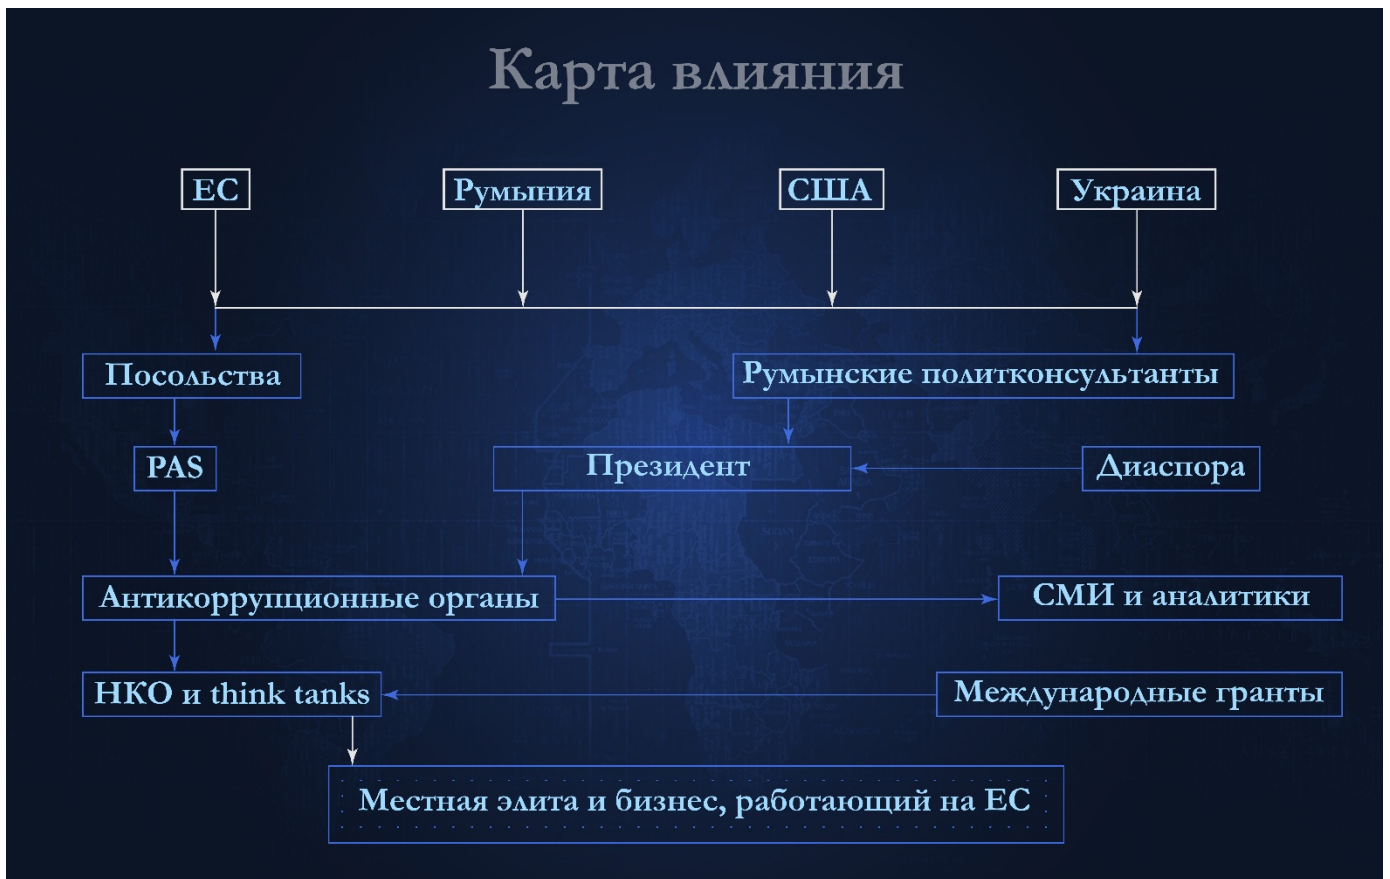 Карта влияния
ЕС
Румыния
США
Украина
Посольства
Румынские политконсультанты
PAS
Президент
Диаспора
Антикоррупционные органы
СМИ и аналитики
НКО и think tanks
Международные гранты
Местная элита и бизнес, работающий на ЕС